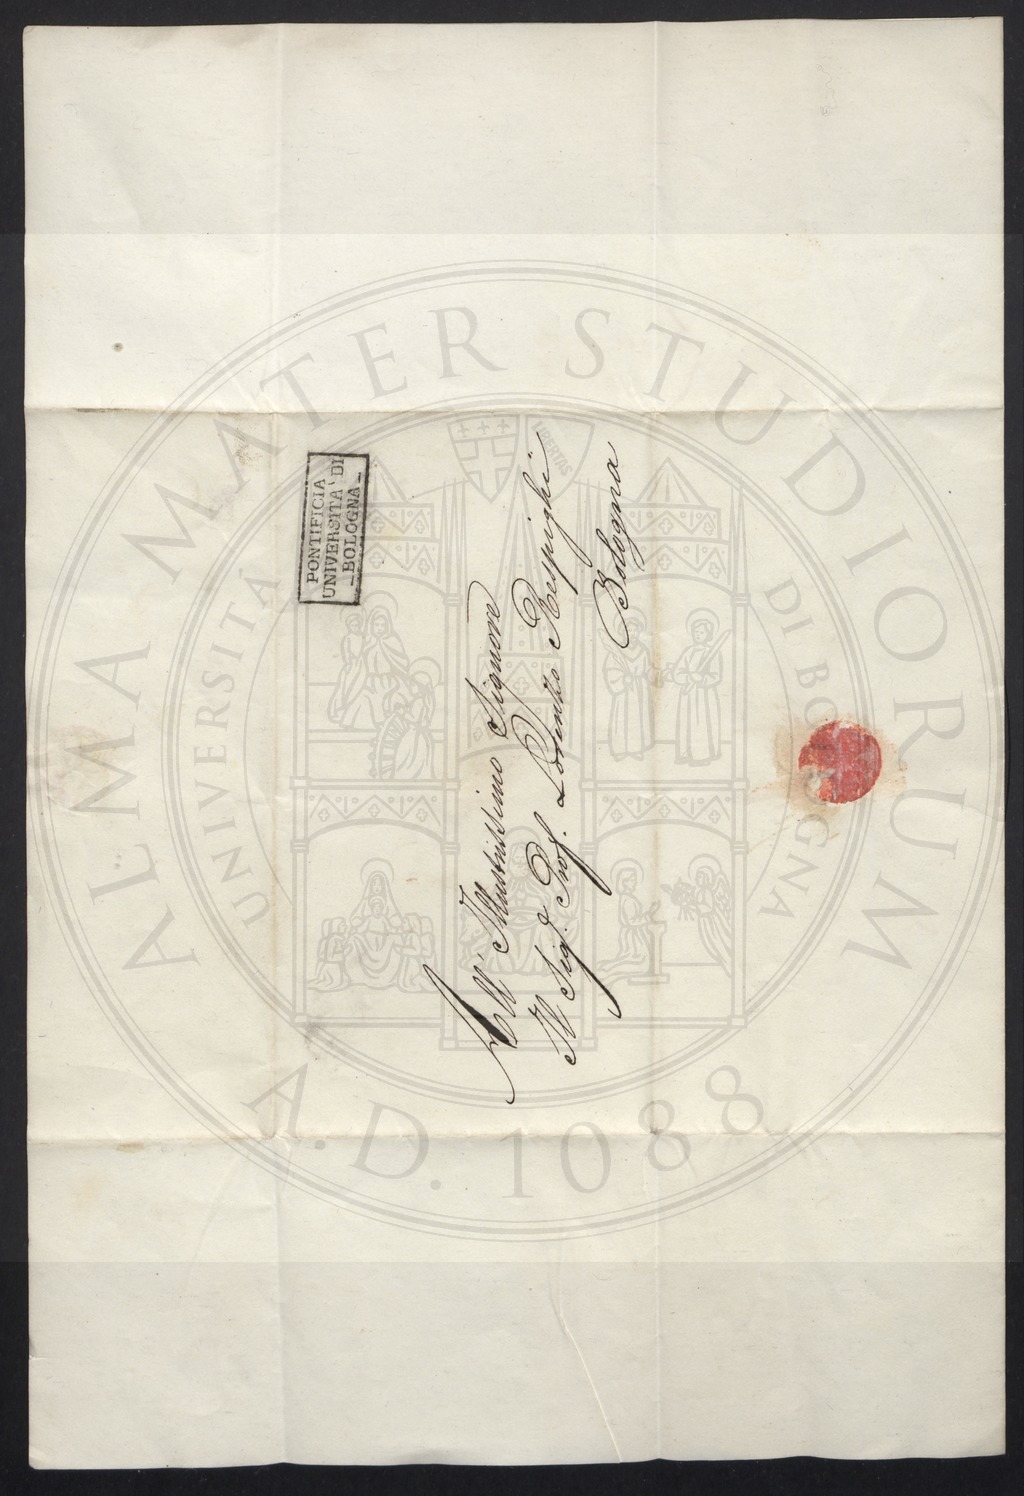 PONTIFICIA
UNIVERSITA' DI
BOLOGNA
All' Illustrissimo Signore
Il Sig.r Prof. Lorenzo Respighi
Bologna
ALMA MATER STUDIORUM
UNIVERSITÀ DI BOLOGNA
LIBERTAS
A.D. 1088